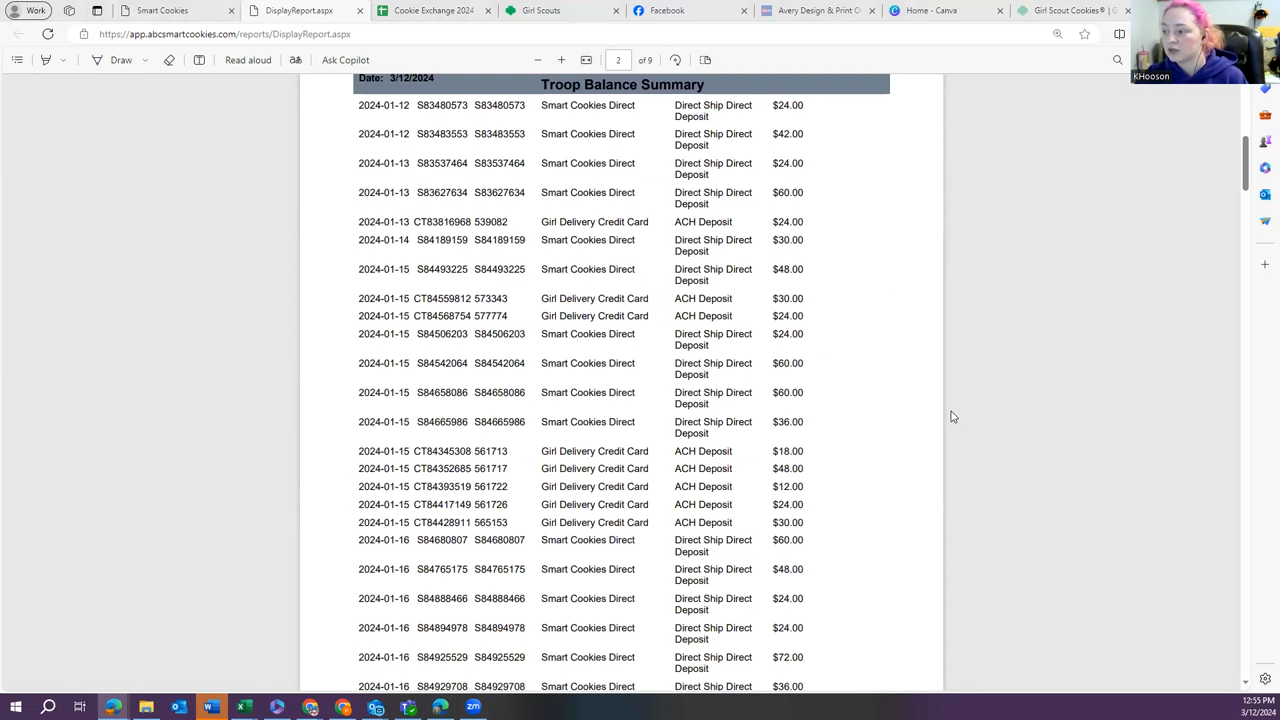 Work
Smart Cookies
DisplayReport.aspx
Cookie Exchange 2024
Girl Scouts
Facebook
Avery Design & Print O
Home - Canva
Girl Scout Cookies® | G
https://app.abcsmartcookies.com/reports/DisplayReport.aspx
Draw
Read aloud
Ask Copilot
2 of 9
KHooson
Date: 3/12/2024
Troop Balance Summary
2024-01-12 S83480573 S83480573 Smart Cookies Direct Direct Ship Direct $24.00
Deposit
2024-01-12 S83483553 S83483553 Smart Cookies Direct Direct Ship Direct $42.00
Deposit
2024-01-13 S83537464 S83537464 Smart Cookies Direct Direct Ship Direct $24.00
Deposit
2024-01-13 S83627634 S83627634 Smart Cookies Direct Direct Ship Direct $60.00
Deposit
2024-01-13 CT83816968 539082 Girl Delivery Credit Card ACH Deposit $24.00
2024-01-14 S84189159 S84189159 Smart Cookies Direct Direct Ship Direct $30.00
Deposit
2024-01-15 S84493225 S84493225 Smart Cookies Direct Direct Ship Direct $48.00
Deposit
2024-01-15 CT84559812 573343 Girl Delivery Credit Card ACH Deposit $30.00
2024-01-15 CT84568754 577774 Girl Delivery Credit Card ACH Deposit $24.00
2024-01-15 S84506203 S84506203 Smart Cookies Direct Direct Ship Direct $24.00
Deposit
2024-01-15 S84542064 S84542064 Smart Cookies Direct Direct Ship Direct $60.00
Deposit
2024-01-15 S84658086 S84658086 Smart Cookies Direct Direct Ship Direct $60.00
Deposit
2024-01-15 S84665986 S84665986 Smart Cookies Direct Direct Ship Direct $36.00
Deposit
2024-01-15 CT84345308 561713 Girl Delivery Credit Card ACH Deposit $18.00
2024-01-15 CT84352685 561717 Girl Delivery Credit Card ACH Deposit $48.00
2024-01-15 CT84393519 561722 Girl Delivery Credit Card ACH Deposit $12.00
2024-01-15 CT84417149 561726 Girl Delivery Credit Card ACH Deposit $24.00
2024-01-15 CT84428911 565153 Girl Delivery Credit Card ACH Deposit $30.00
2024-01-16 S84680807 S84680807 Smart Cookies Direct Direct Ship Direct $60.00
Deposit
2024-01-16 S84765175 S84765175 Smart Cookies Direct Direct Ship Direct $48.00
Deposit
2024-01-16 S84888466 S84888466 Smart Cookies Direct Direct Ship Direct $24.00
Deposit
2024-01-16 S84894978 S84894978 Smart Cookies Direct Direct Ship Direct $24.00
Deposit
2024-01-16 S84925529 S84925529 Smart Cookies Direct Direct Ship Direct $72.00
Deposit
2024-01-16 S84929708 S84929708 Smart Cookies Direct Direct Ship Direct $36.00
12:55 PM
3/12/2024